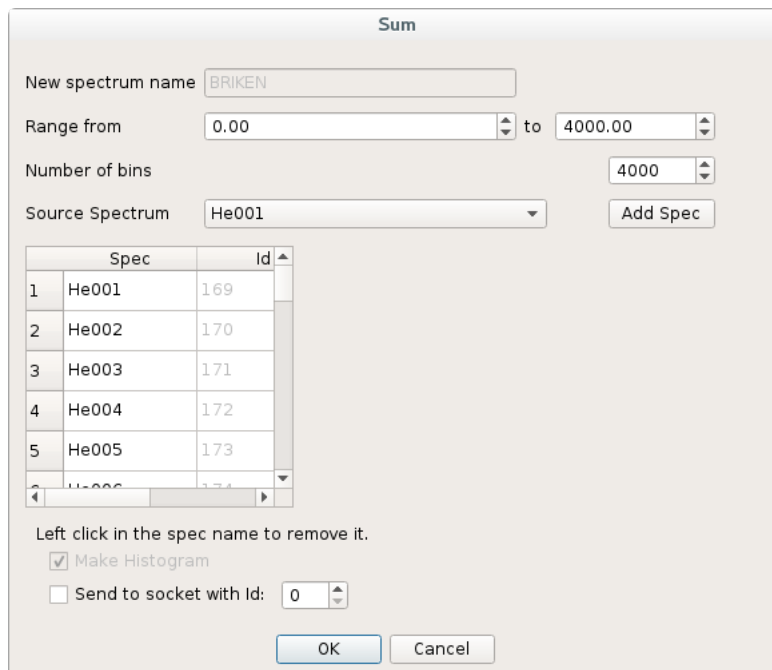 Sum
New spectrum name BRIKEN
Range from 0.00 to 4000.00
Number of bins 4000
Source Spectrum He001 Add Spec
Spec Id
1 He001 169
2 He002 170
3 He003 171
4 He004 172
5 He005 173
Left click in the spec name to remove it.
Make Histogram
Send to socket with Id: 0
OK Cancel